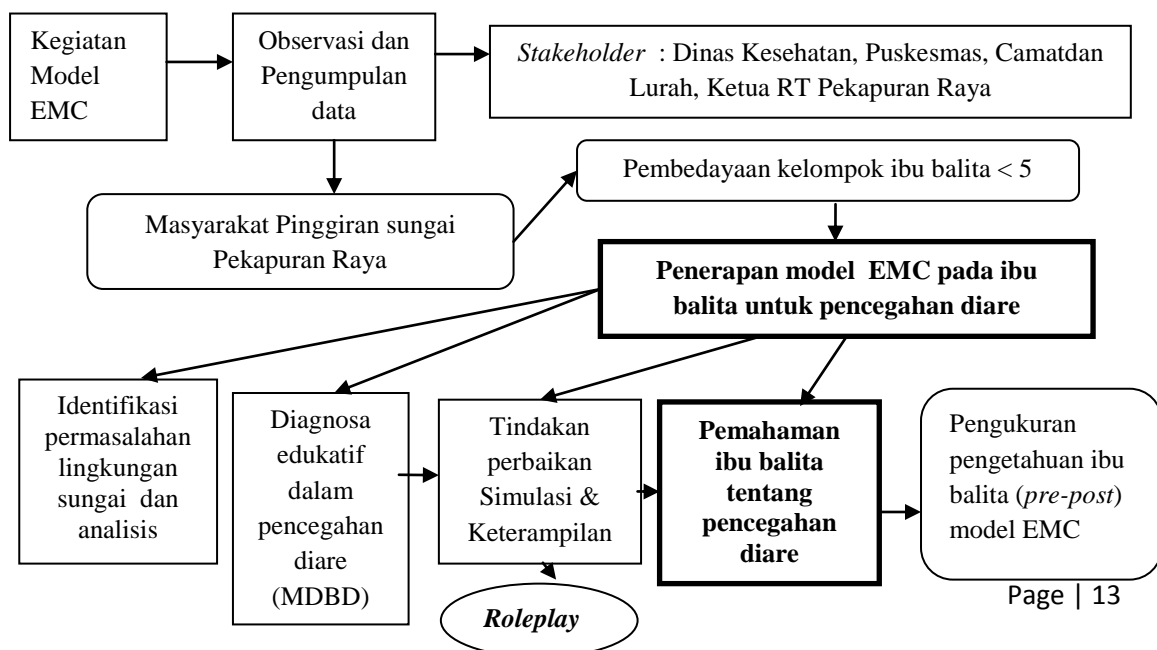 Kegiatan
Model
EMC
Observasi dan
Pengumpulan
data
Stakeholder : Dinas Kesehatan, Puskesmas, Camatdan
Lurah, Ketua RT Pekapuran Raya
Pembedayaan kelompok ibu balita < 5
Masyarakat Pinggiran sungai
Pekapuran Raya
Penerapan model EMC pada ibu
balita untuk pencegahan diare
Identifikasi
permasalahan
lingkungan
sungai dan
analisis
Diagnosa
edukatif
dalam
pencegahan
diare
(MDBD)
Tindakan
perbaikan
Simulasi &
Keterampilan
Pemahaman
ibu balita
tentang
pencegahan
diare
Pengukuran
pengetahuan ibu
balita (pre-post)
model EMC
Roleplay
Page | 13